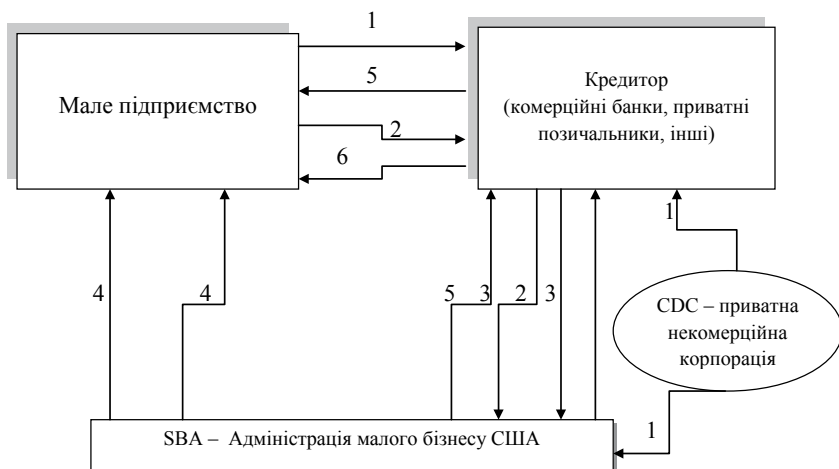 1
5
Мале підприємство
2
6
Кредитор
(комерційні банки, приватні
позичальники, інші)
1
4
4
5
3
2
3
CDC – приватна
некомерційна
корпорація
SBA – Адміністрація малого бізнесу США
1